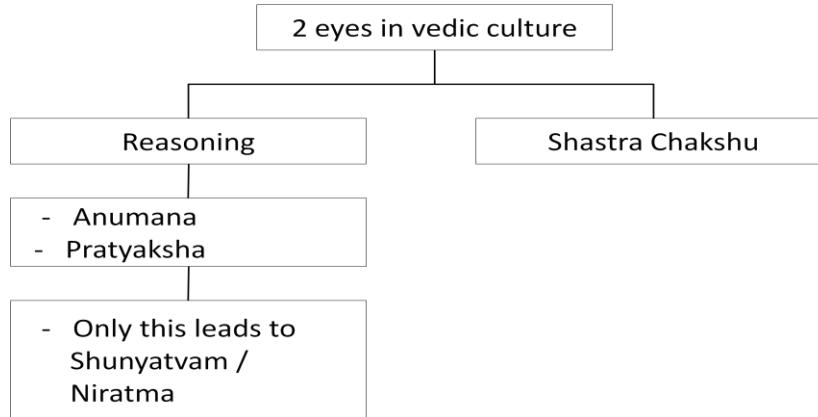 2 eyes in vedic culture
Reasoning
Shastra Chakshu
- Anumana
- Pratyaksha
- Only this leads to
Shunyatvam /
Niratma